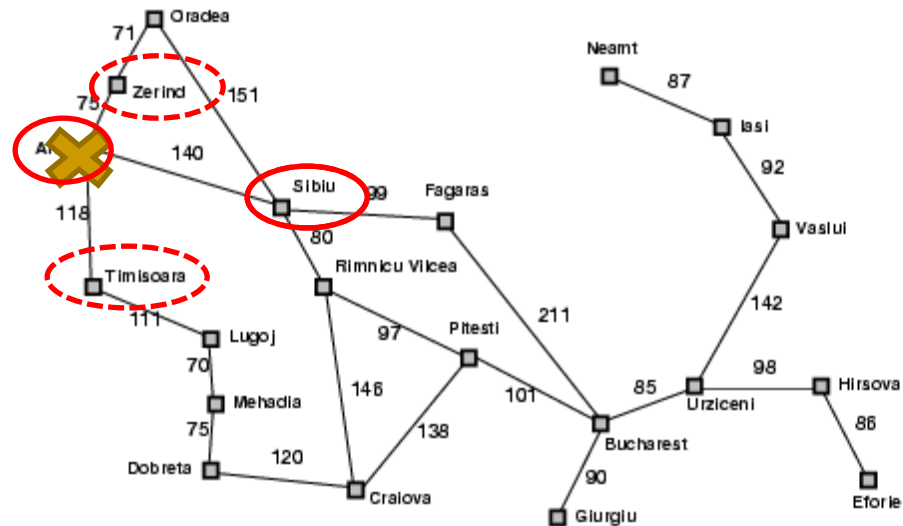 Oradea
71
Neamt
87
Zerind
151
75
Iasi
A
140
92
Sibiu
99
Fagaras
118
80
Vaslui
Timisoara
Rimnicu Vilcea
111
211
142
Lugoj
97
Pitesti
70
98
Hirsova
146
101
85
Mehadia
Urziceni
75
138
86
Bucharest
Dobreta
120
90
Craiova
Eforie
Giurgiu